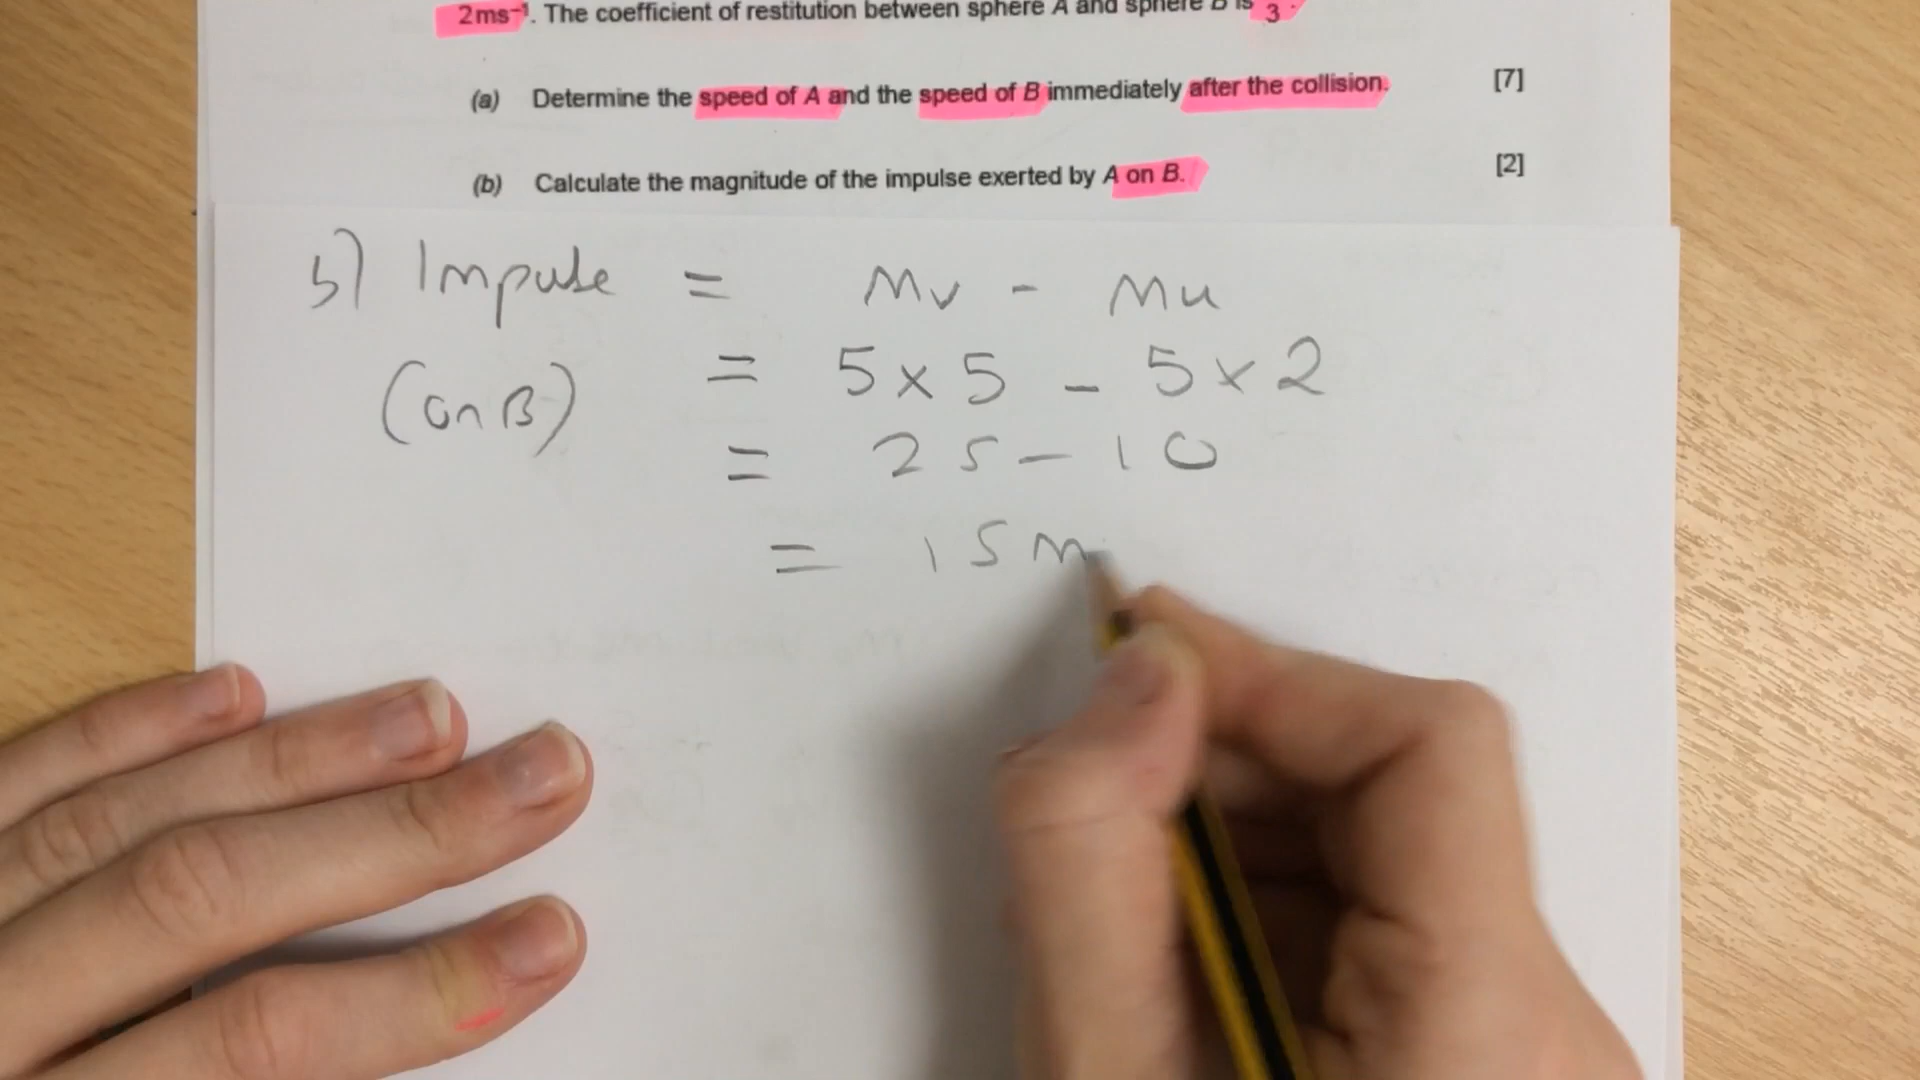 2ms⁻¹. The coefficient of restitution between sphere A and sphere B is 3.
(a) Determine the speed of A and the speed of B immediately after the collision. [7]
(b) Calculate the magnitude of the impulse exerted by A on B. [2]
b) Impulse = mv - mu
(on B) = 5 x 5 - 5 x 2
= 25 - 10
= 15 m